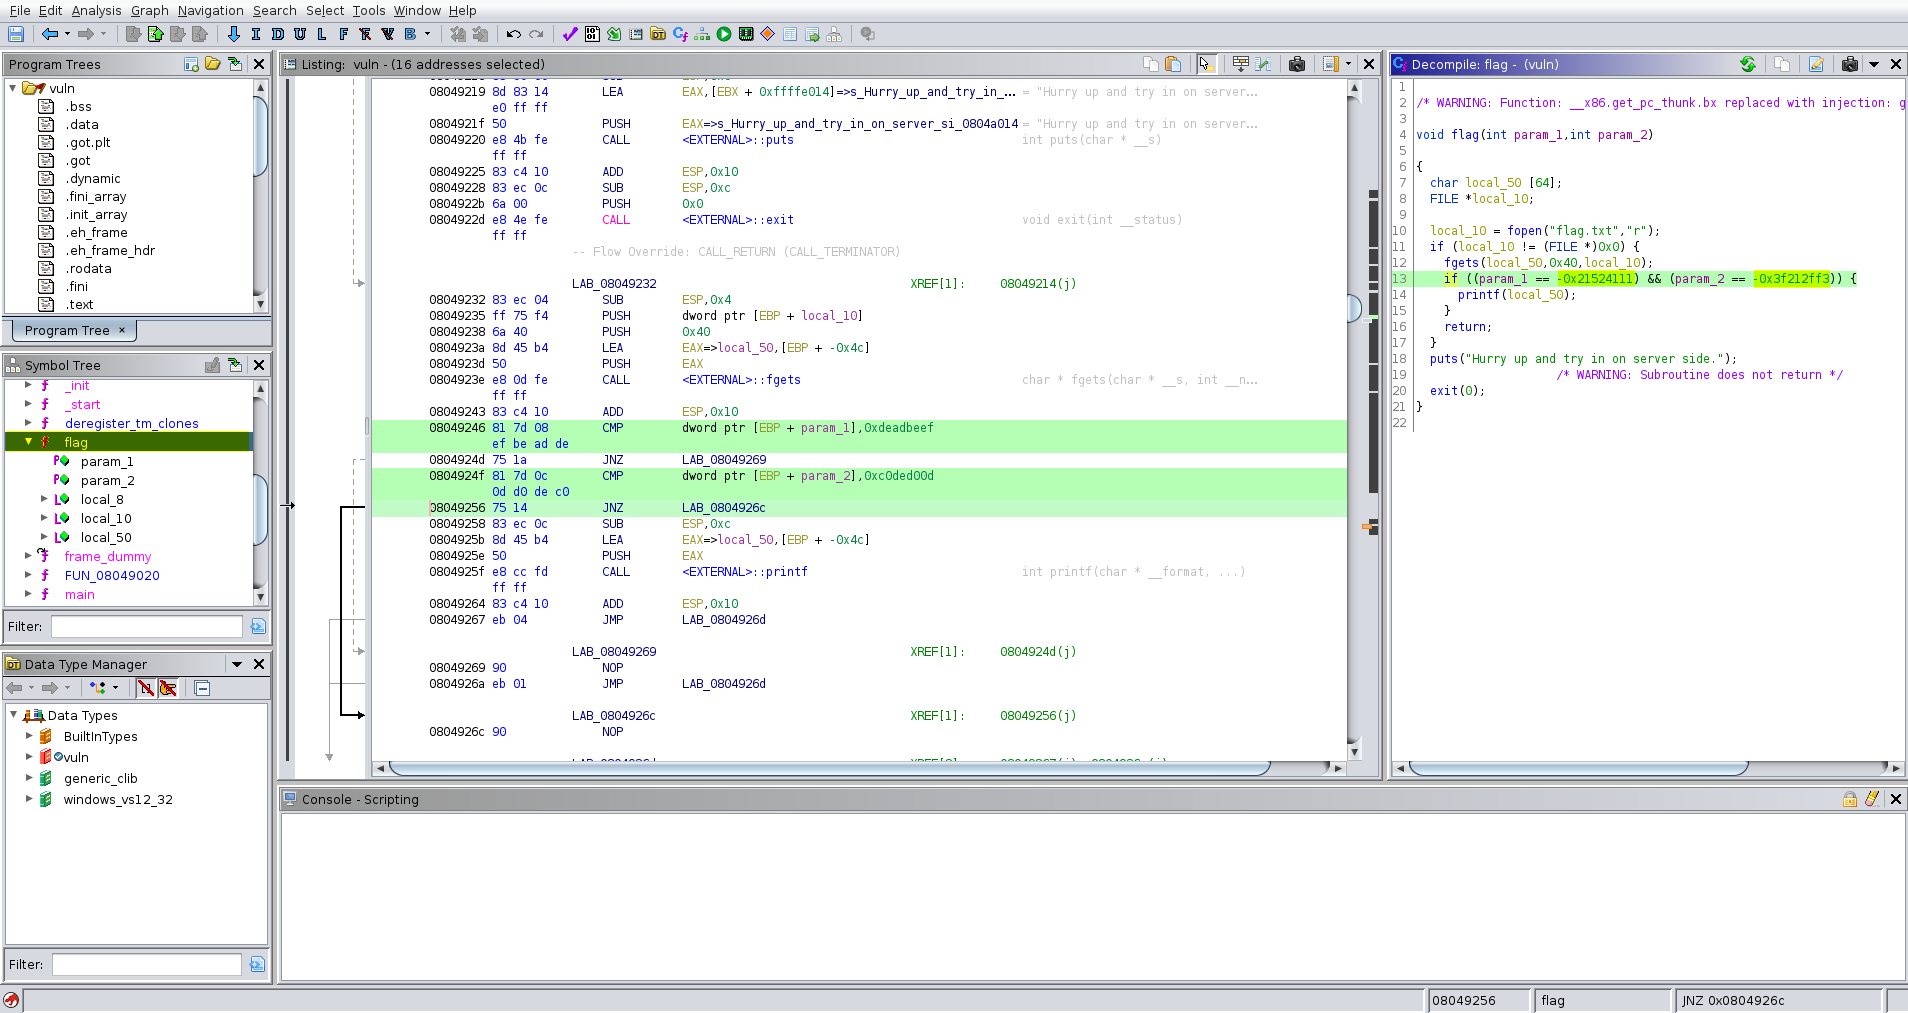 File Edit Analysis Graph Navigation Search Select Tools Window Help
Program Trees
vuln
.bss
.data
.got.plt
.got
.dynamic
.fini_array
.init_array
.eh_frame
.eh_frame_hdr
.rodata
.fini
.text
Program Tree ×
Symbol Tree
_init
_start
deregister_tm_clones
flag
param_1
param_2
local_8
local_10
local_50
frame_dummy
FUN_08049020
main
Filter:
Data Type Manager
Data Types
BuiltInTypes
vuln
generic_clib
windows_vs12_32
Filter:
Listing: vuln - (16 addresses selected)
08049219 8d 83 14 LEA EAX,[EBX + 0xffffe014]=>s_Hurry_up_and_try_in_... = "Hurry up and try in on server...
e0 ff ff
0804921f 50 PUSH EAX=>s_Hurry_up_and_try_in_on_server_si_0804a014 = "Hurry up and try in on server...
08049220 e8 4b fe CALL <EXTERNAL>::puts int puts(char * __s)
ff ff
08049225 83 c4 10 ADD ESP,0x10
08049228 83 ec 0c SUB ESP,0xc
0804922b 6a 00 PUSH 0x0
0804922d e8 4e fe CALL <EXTERNAL>::exit void exit(int __status)
ff ff
-- Flow Override: CALL_RETURN (CALL_TERMINATOR)
LAB_08049232 XREF[1]: 08049214(j)
08049232 83 ec 04 SUB ESP,0x4
08049235 ff 75 f4 PUSH dword ptr [EBP + local_10]
08049238 6a 40 PUSH 0x40
0804923a 8d 45 b4 LEA EAX=>local_50,[EBP + -0x4c]
0804923d 50 PUSH EAX
0804923e e8 0d fe CALL <EXTERNAL>::fgets char * fgets(char * __s, int __n...
ff ff
08049243 83 c4 10 ADD ESP,0x10
08049246 81 7d 08 CMP dword ptr [EBP + param_1],0xdeadbeef
ef be ad de
0804924d 75 1a JNZ LAB_08049269
0804924f 81 7d 0c CMP dword ptr [EBP + param_2],0xc0ded00d
0d d0 de c0
08049256 75 14 JNZ LAB_0804926c
08049258 83 ec 0c SUB ESP,0xc
0804925b 8d 45 b4 LEA EAX=>local_50,[EBP + -0x4c]
0804925e 50 PUSH EAX
0804925f e8 cc fd CALL <EXTERNAL>::printf int printf(char * __format, ...)
ff ff
08049264 83 c4 10 ADD ESP,0x10
08049267 eb 04 JMP LAB_0804926d
LAB_08049269 XREF[1]: 0804924d(j)
08049269 90 NOP
0804926a eb 01 JMP LAB_0804926d
LAB_0804926c XREF[1]: 08049256(j)
0804926c 90 NOP
Decompile: flag - (vuln)
1
2 /* WARNING: Function: __x86.get_pc_thunk.bx replaced with injection: g
3
4 void flag(int param_1,int param_2)
5
6 {
7 char local_50 [64];
8 FILE *local_10;
9
10 local_10 = fopen("flag.txt","r");
11 if (local_10 != (FILE *)0x0) {
12 fgets(local_50,0x40,local_10);
13 if ((param_1 == -0x21524111) && (param_2 == -0x3f212ff3)) {
14 printf(local_50);
15 }
16 return;
17 }
18 puts("Hurry up and try in on server side.");
19 /* WARNING: Subroutine does not return */
20 exit(0);
21 }
22
Console - Scripting
08049256 flag JNZ 0x0804926c